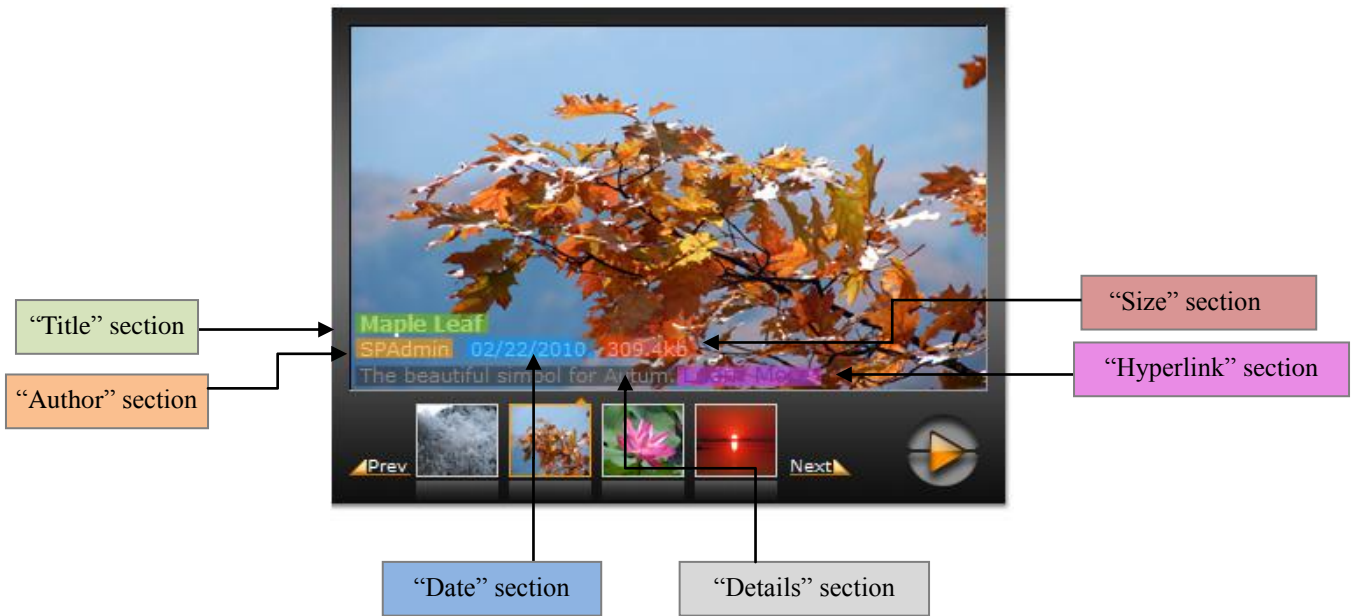 “Size” section
“Title” section
Maple Leaf
SPAdmin 02/22/2010 309.4kb
The beautiful simbol for Autum.
“Hyperlink” section
“Author” section
Prev
Next
“Date” section
“Details” section